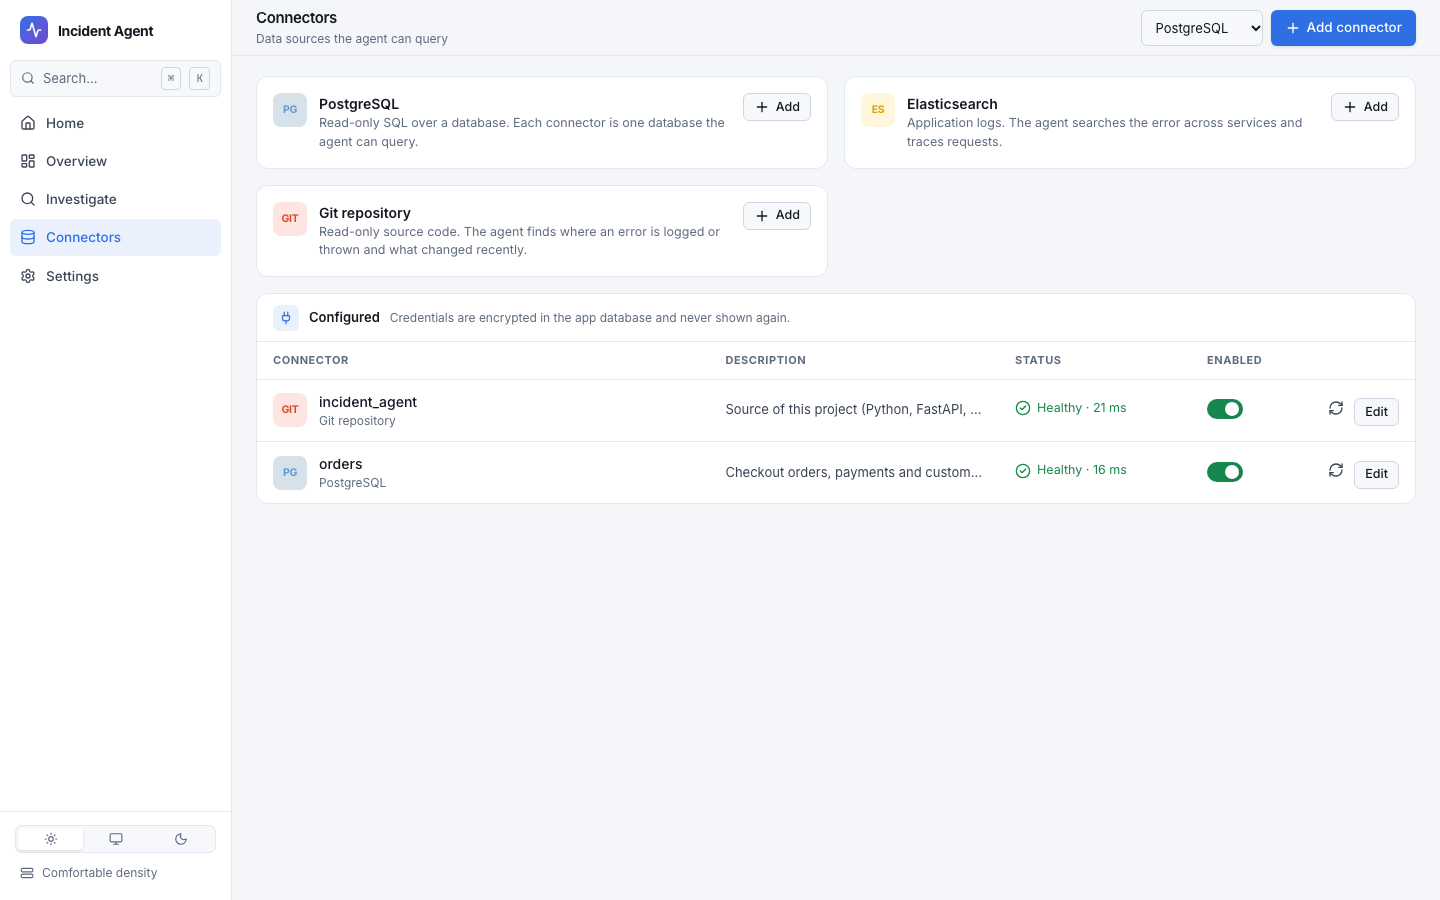 Incident Agent
Search...
⌘ K
Home
Overview
Investigate
Connectors
Settings
Comfortable density
Connectors
Data sources the agent can query
PostgreSQL
Add connector
PG
PostgreSQL
Read-only SQL over a database. Each connector is one database the
agent can query.
Add
ES
Elasticsearch
Application logs. The agent searches the error across services and
traces requests.
Add
GIT
Git repository
Read-only source code. The agent finds where an error is logged or
thrown and what changed recently.
Add
Configured Credentials are encrypted in the app database and never shown again.
CONNECTOR DESCRIPTION STATUS ENABLED
GIT
incident_agent
Git repository
Source of this project (Python, FastAPI, ...
Healthy · 21 ms
Edit
PG
orders
PostgreSQL
Checkout orders, payments and custom...
Healthy · 16 ms
Edit